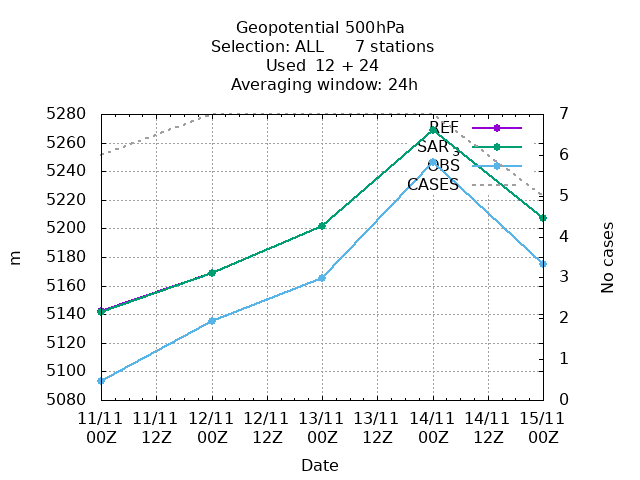 Geopotential 500hPa
Selection: ALL 7 stations
Used 12 + 24
Averaging window: 24h
5280
5260
5240
5220
5200
5180
5160
5140
5120
5100
5080
m
7
6
5
4
3
2
1
0
No cases
REF
SAR 3
OBS
CASES
11/11 11/11 12/11 12/11 13/11 13/11 14/11 14/11 15/11
00Z 12Z 00Z 12Z 00Z 12Z 00Z 12Z 00Z
Date